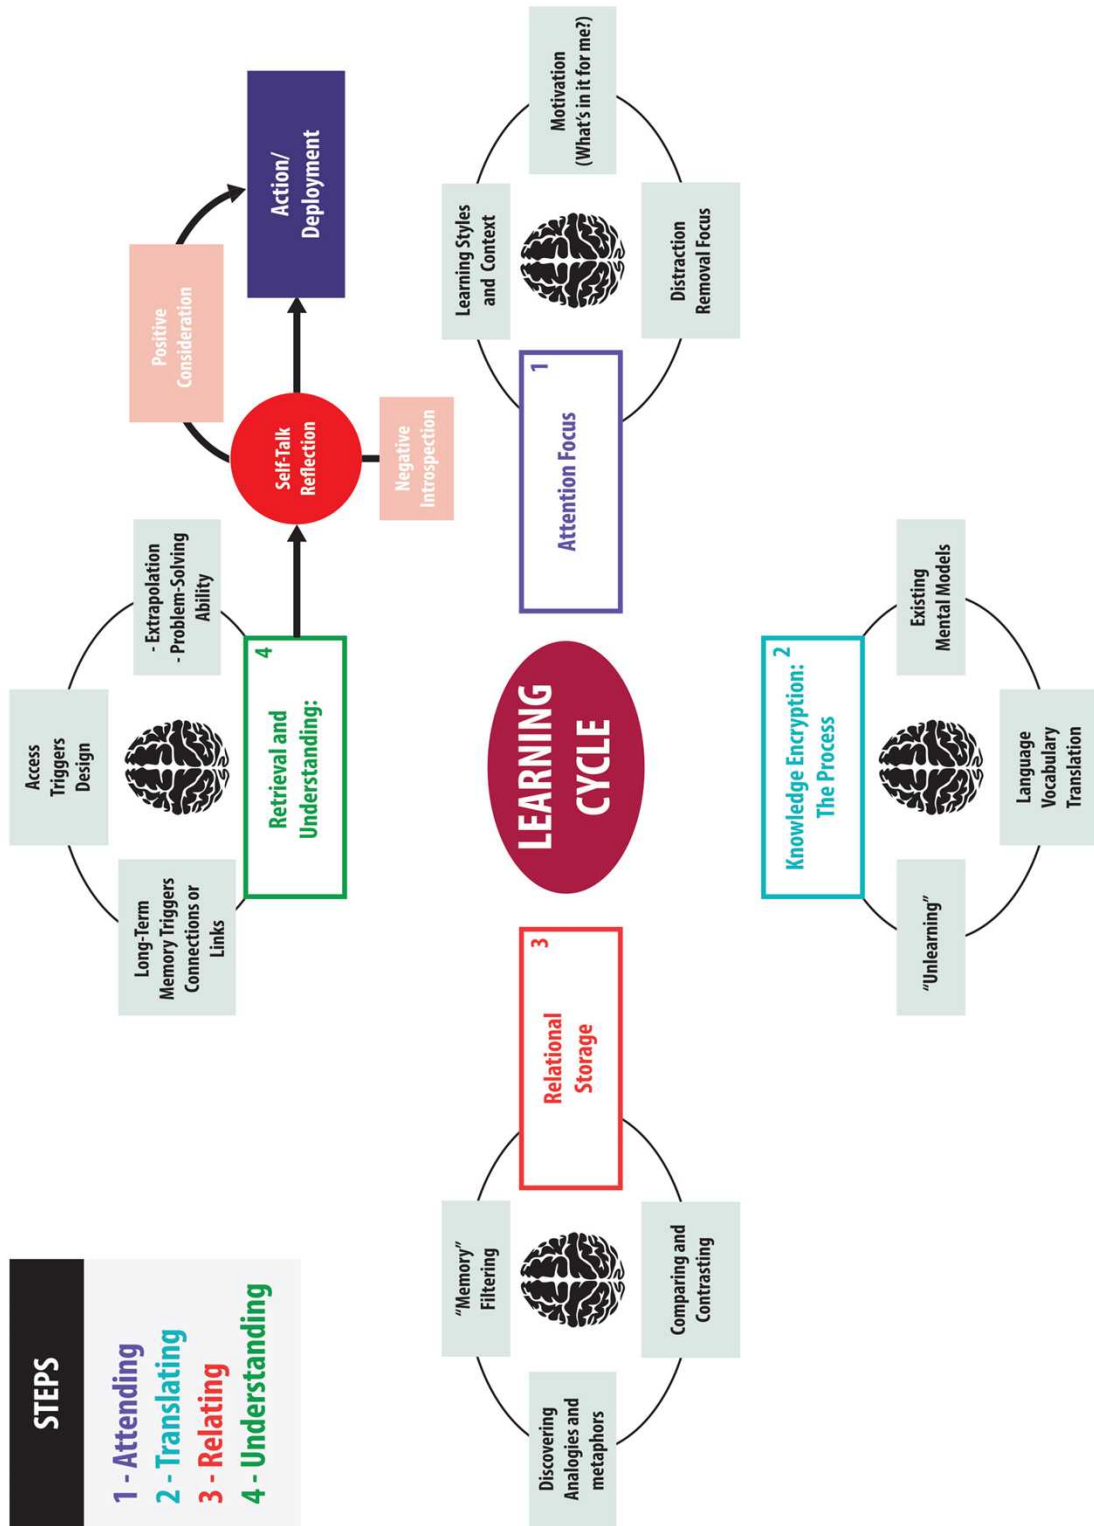 STEPS
1 - Attending
2 - Translating
3 - Relating
4 - Understanding
Access
Triggers
Design
Long-Term
Memory Triggers
Connections or
Links
- Extrapolation
- Problem-Solving
Ability
4
Retrieval and
Understanding:
Positive
Consideration
Self-Talk
Reflection
Action/
Deployment
Negative
Introspection
"Memory"
Filtering
Discovering
Analogies and
metaphors
Comparing and
Contrasting
3
Relational
Storage
LEARNING
CYCLE
1
Attention Focus
Learning Styles
and Context
Motivation
(What's in it for me?)
Distraction
Removal Focus
2
Knowledge Encryption:
The Process
"Unlearning"
Existing
Mental Models
Language
Vocabulary
Translation